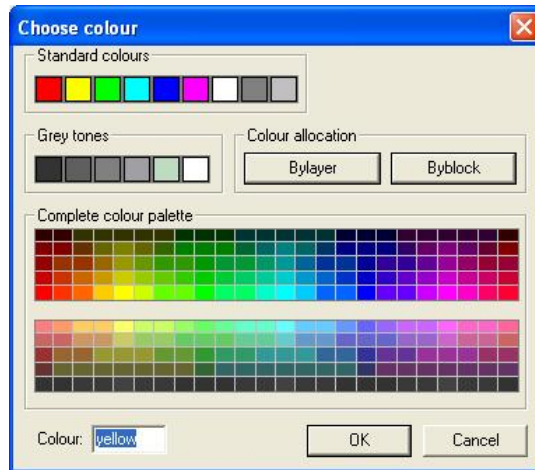 Choose colour
Standard colours
Grey tones
Colour allocation
Bylayer
Byblock
Complete colour palette
Colour: yellow
OK
Cancel